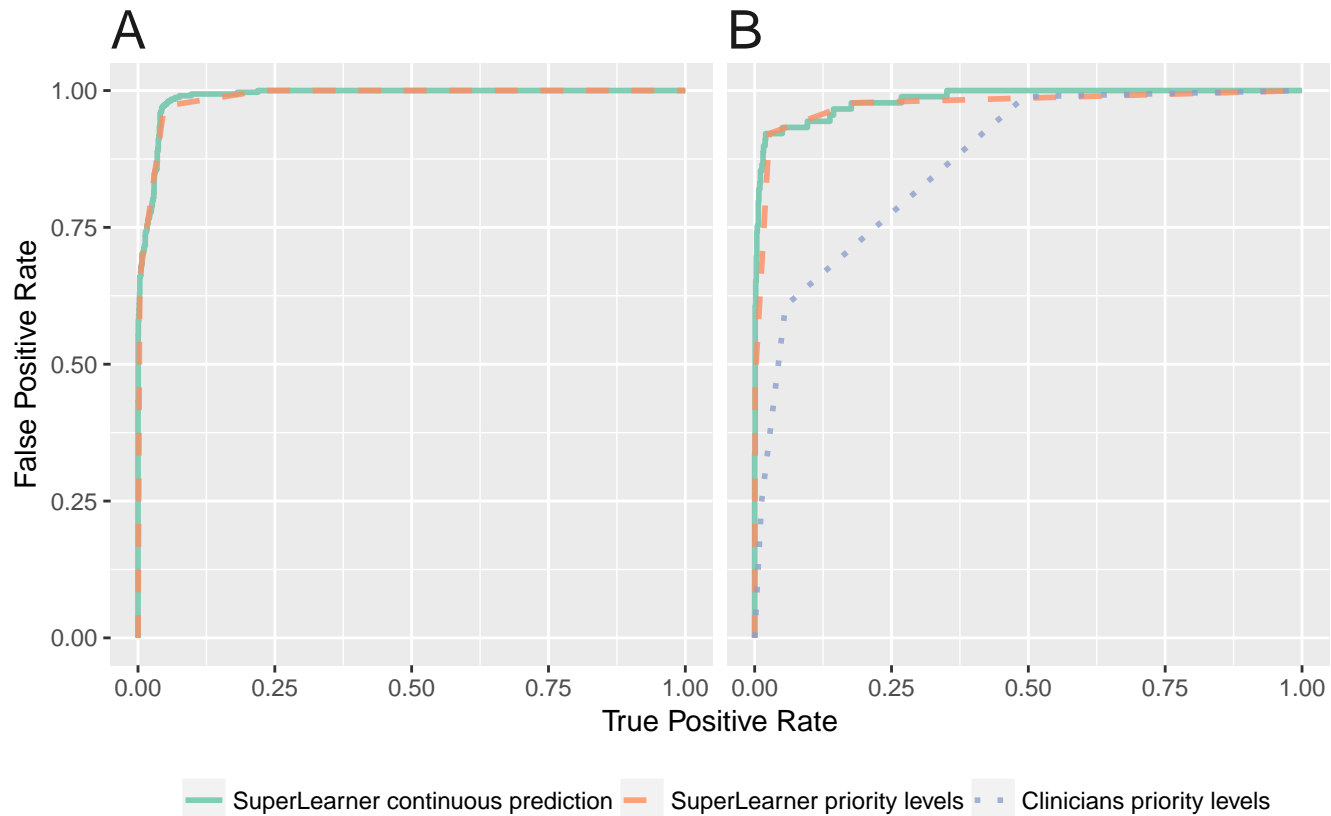 A
B
1.00
0.75
0.50
0.25
0.00
False Positive Rate
0.00 0.25 0.50 0.75 1.00
0.00 0.25 0.50 0.75 1.00
True Positive Rate
SuperLearner continuous prediction SuperLearner priority levels Clinicians priority levels